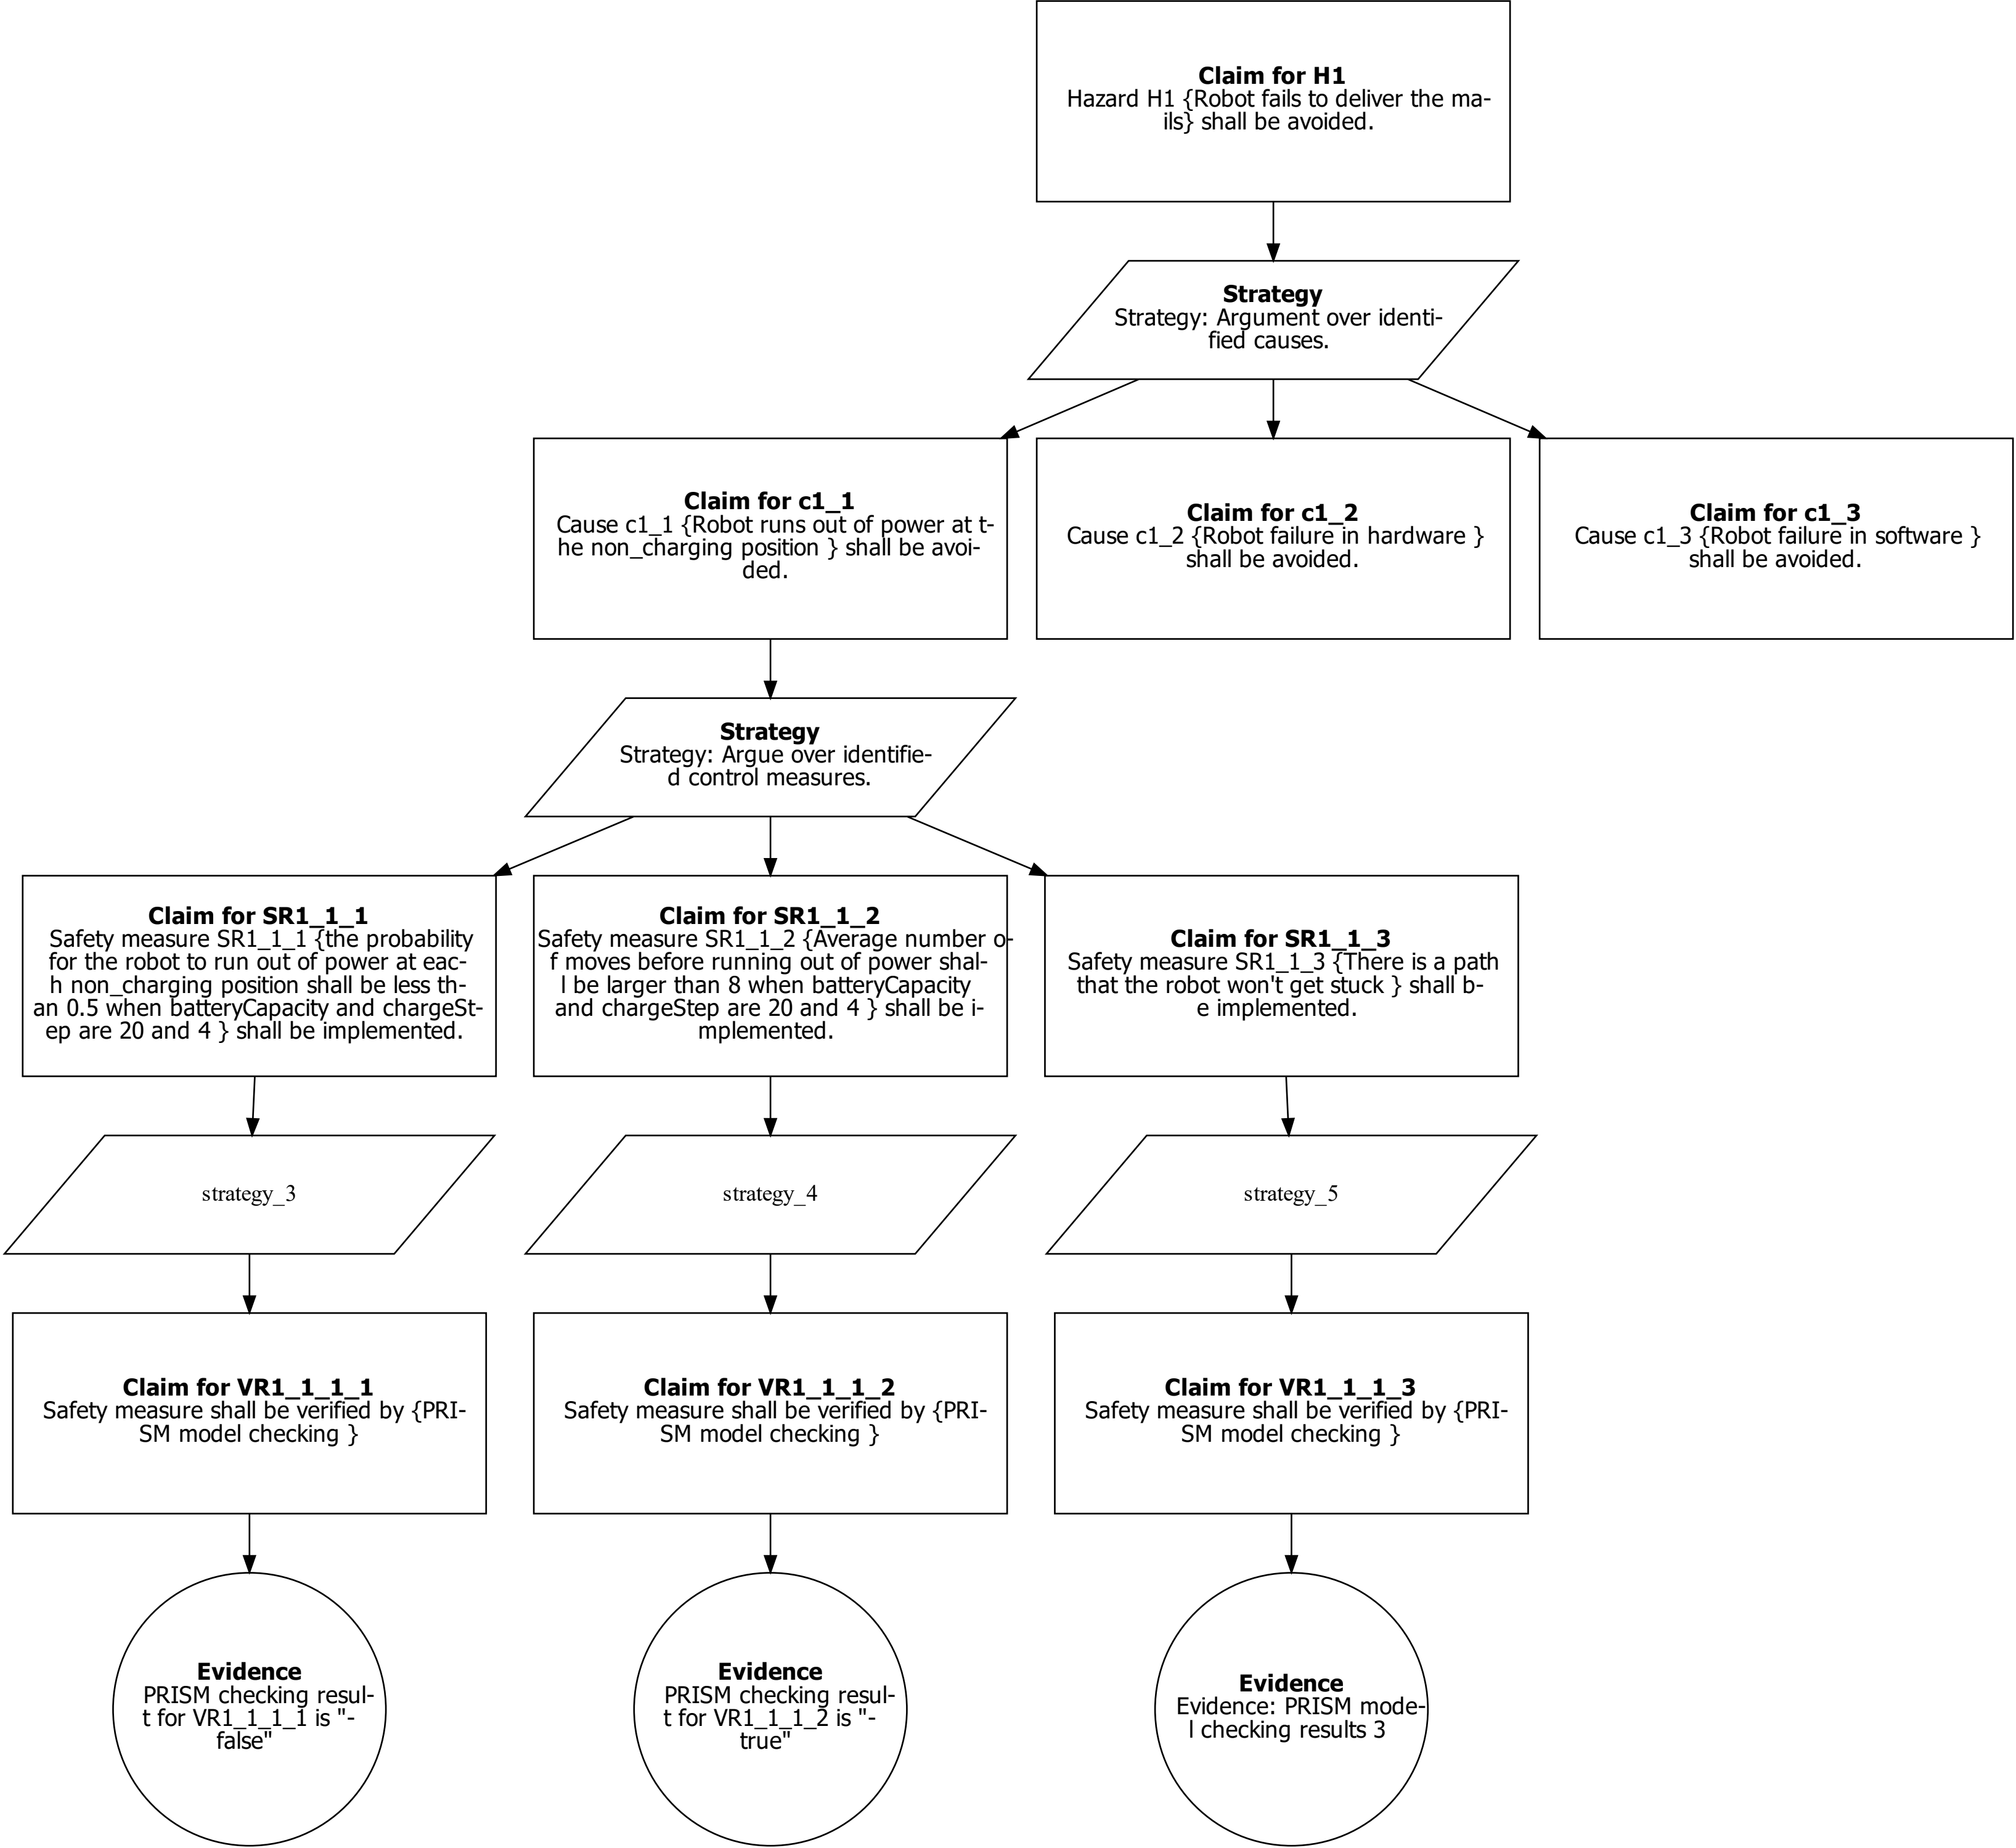 Claim for H1
Hazard H1 {Robot fails to deliver the ma-
ils} shall be avoided.
Strategy
Strategy: Argument over identi-
fied causes.
Claim for c1_1
Cause c1_1 {Robot runs out of power at t-
he non_charging position } shall be avoi-
ded.
Claim for c1_2
Cause c1_2 {Robot failure in hardware }
shall be avoided.
Claim for c1_3
Cause c1_3 {Robot failure in software }
shall be avoided.
Strategy
Strategy: Argue over identifie-
d control measures.
Claim for SR1_1_1
Safety measure SR1_1_1 {the probability
for the robot to run out of power at eac-
h non_charging position shall be less th-
an 0.5 when batteryCapacity and chargeSt-
ep are 20 and 4 } shall be implemented.
Claim for SR1_1_2
Safety measure SR1_1_2 {Average number o-
f moves before running out of power shal-
l be larger than 8 when batteryCapacity
and chargeStep are 20 and 4 } shall be i-
mplemented.
Claim for SR1_1_3
Safety measure SR1_1_3 {There is a path
that the robot won't get stuck } shall b-
e implemented.
strategy_3
strategy_4
strategy_5
Claim for VR1_1_1_1
Safety measure shall be verified by {PRI-
SM model checking }
Claim for VR1_1_1_2
Safety measure shall be verified by {PRI-
SM model checking }
Claim for VR1_1_1_3
Safety measure shall be verified by {PRI-
SM model checking }
Evidence
PRISM checking resul-
t for VR1_1_1_1 is "-
false"
Evidence
PRISM checking resul-
t for VR1_1_1_2 is "-
true"
Evidence
Evidence: PRISM mode-
l checking results 3